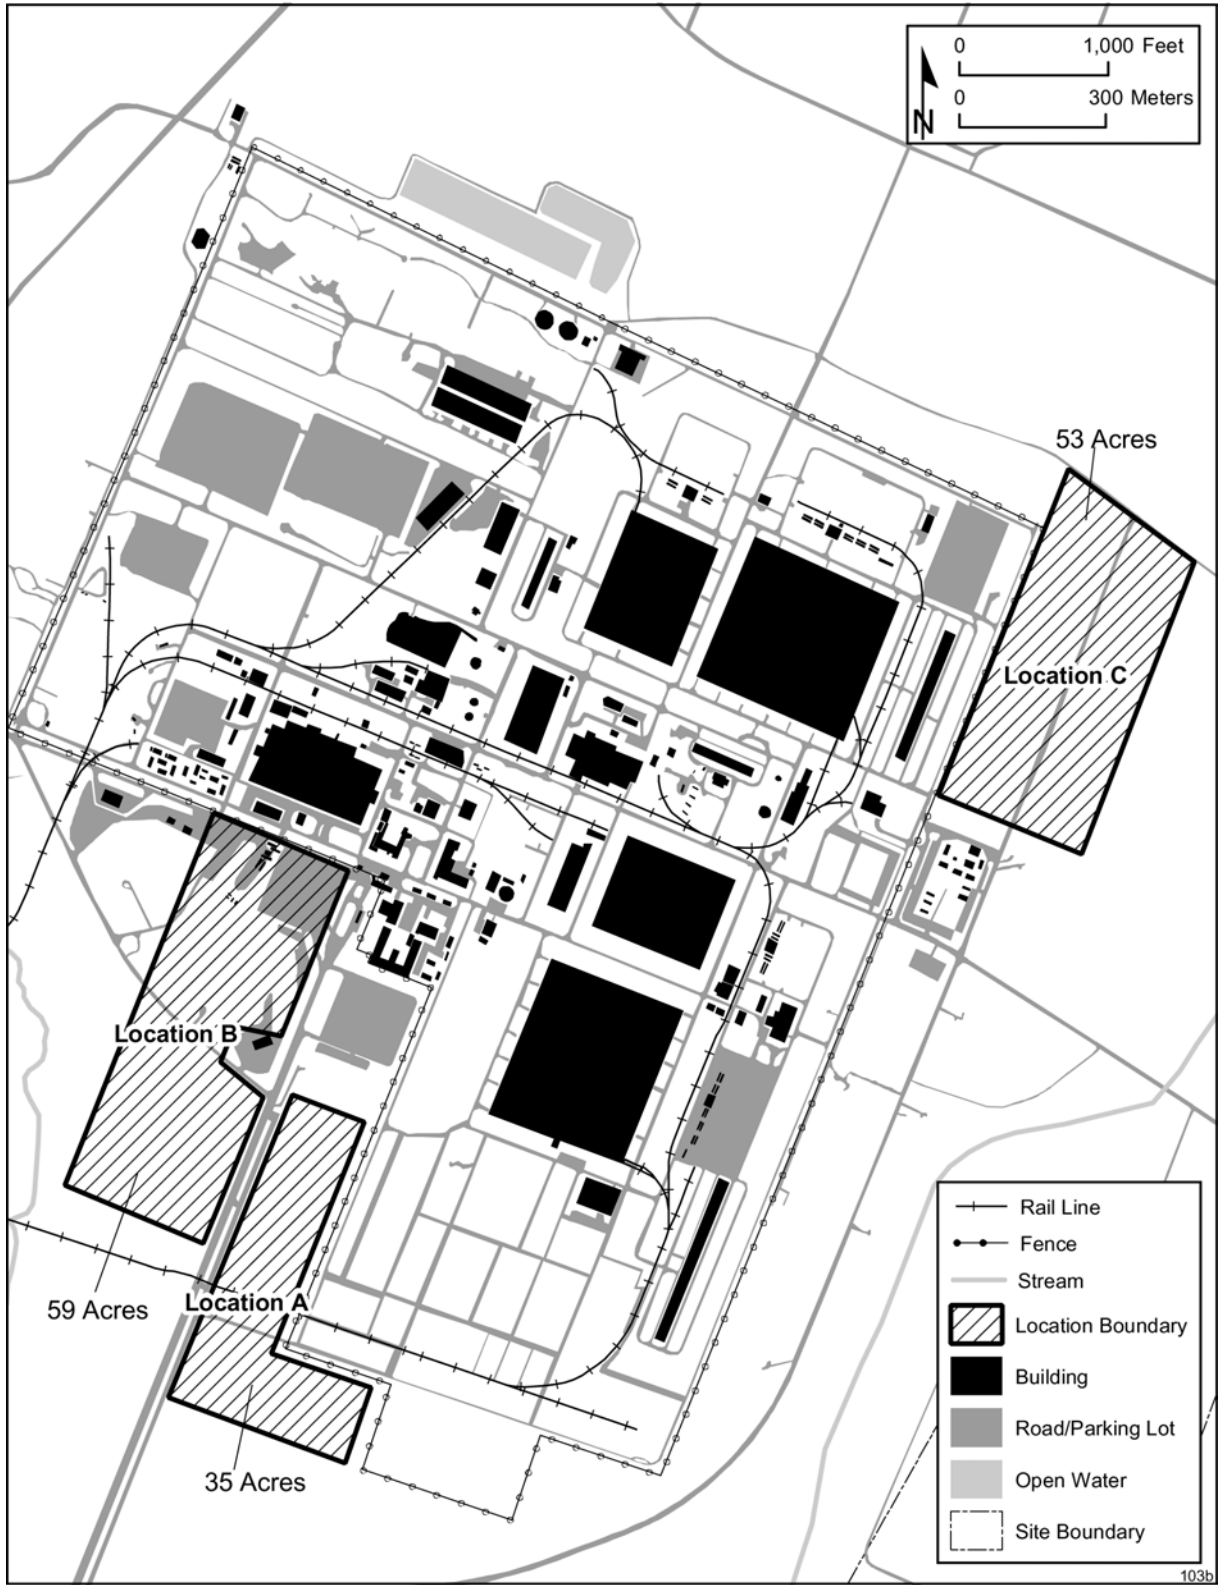 0 1,000 Feet
0 300 Meters
N
53 Acres
Location C
Location B
59 Acres
Location A
35 Acres
Rail Line
Fence
Stream
Location Boundary
Building
Road/Parking Lot
Open Water
Site Boundary
103b